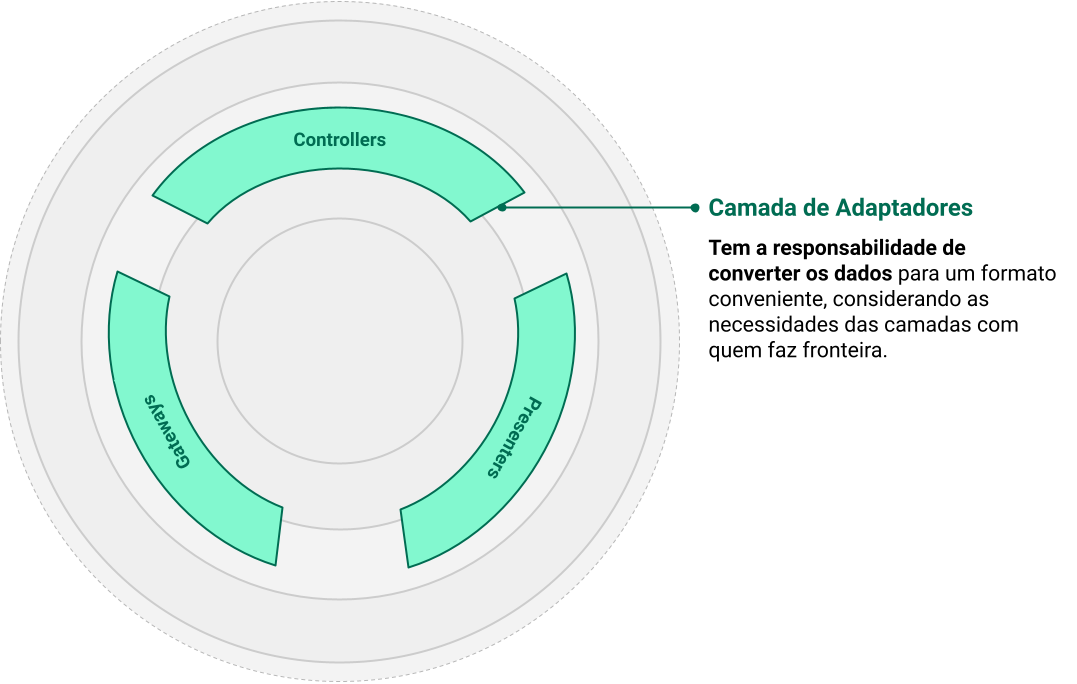 Controllers
Camada de Adaptadores
Tem a responsabilidade de
converter os dados para um formato
conveniente, considerando as
necessidades das camadas com
quem faz fronteira.
Gateways
Presenters